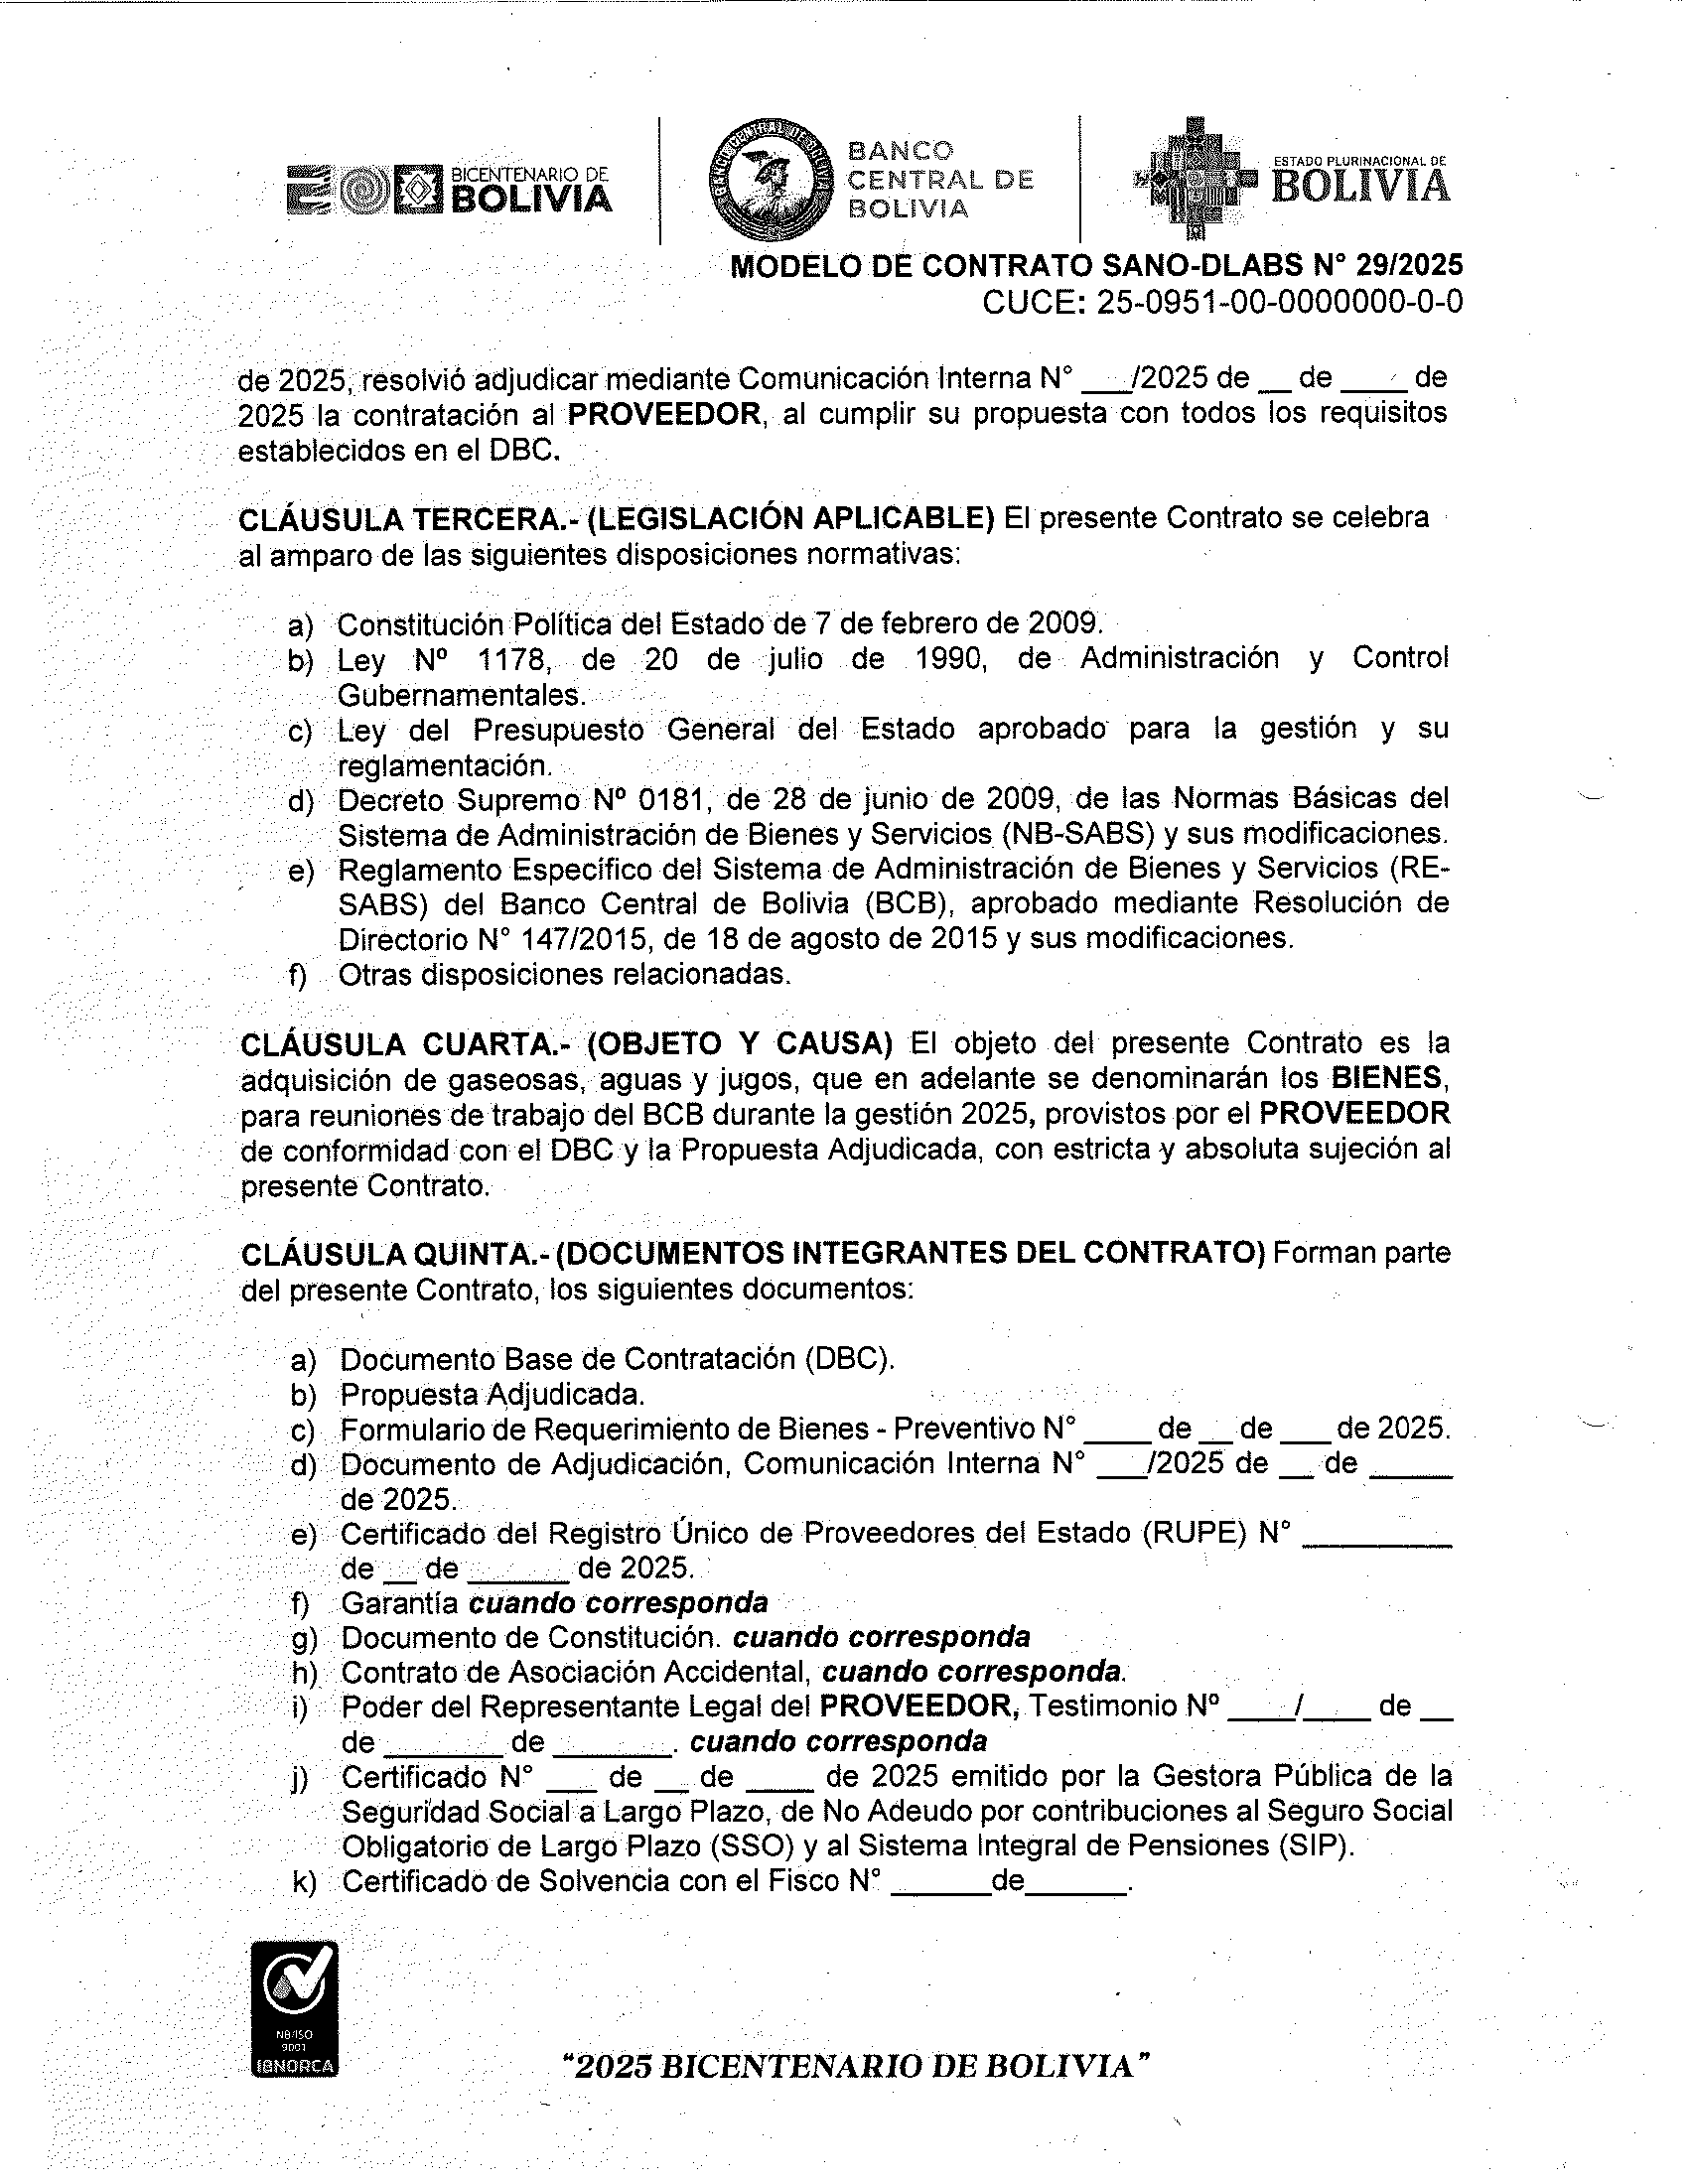 BICENTENARIO DE
BOLIVIA
BANCO CENTRAL DE BOLIVIA
BANCO
CENTRAL DE
BOLIVIA
ESTADO PLURINACIONAL DE
BOLIVIA
MODELO DE CONTRATO SANO-DLABS N° 29/2025
CUCE: 25-0951-00-0000000-0-0
de 2025, resolvió adjudicar mediante Comunicación Interna N° ___/2025 de __ de ____ de
2025 la contratación al PROVEEDOR, al cumplir su propuesta con todos los requisitos
establecidos en el DBC.
CLÁUSULA TERCERA.- (LEGISLACIÓN APLICABLE) El presente Contrato se celebra
al amparo de las siguientes disposiciones normativas:
a) Constitución Política del Estado de 7 de febrero de 2009.
b) Ley Nº 1178, de 20 de julio de 1990, de Administración y Control
Gubernamentales.
c) Ley del Presupuesto General del Estado aprobado para la gestión y su
reglamentación.
d) Decreto Supremo Nº 0181, de 28 de junio de 2009, de las Normas Básicas del
Sistema de Administración de Bienes y Servicios (NB-SABS) y sus modificaciones.
e) Reglamento Específico del Sistema de Administración de Bienes y Servicios (RE-
SABS) del Banco Central de Bolivia (BCB), aprobado mediante Resolución de
Directorio N° 147/2015, de 18 de agosto de 2015 y sus modificaciones.
f) Otras disposiciones relacionadas.
CLÁUSULA CUARTA.- (OBJETO Y CAUSA) El objeto del presente Contrato es la
adquisición de gaseosas, aguas y jugos, que en adelante se denominarán los BIENES,
para reuniones de trabajo del BCB durante la gestión 2025, provistos por el PROVEEDOR
de conformidad con el DBC y la Propuesta Adjudicada, con estricta y absoluta sujeción al
presente Contrato.
CLÁUSULA QUINTA.- (DOCUMENTOS INTEGRANTES DEL CONTRATO) Forman parte
del presente Contrato, los siguientes documentos:
a) Documento Base de Contratación (DBC).
b) Propuesta Adjudicada.
c) Formulario de Requerimiento de Bienes - Preventivo N° ____ de __ de ___ de 2025.
d) Documento de Adjudicación, Comunicación Interna N° ___/2025 de __ de _____
de 2025.
e) Certificado del Registro Único de Proveedores del Estado (RUPE) N° _________
de __ de ______ de 2025.
f) Garantía cuando corresponda
g) Documento de Constitución. cuando corresponda
h) Contrato de Asociación Accidental, cuando corresponda.
i) Poder del Representante Legal del PROVEEDOR, Testimonio Nº ____/____ de __
de _______ de _______. cuando corresponda
j) Certificado N° ___ de __ de ____ de 2025 emitido por la Gestora Pública de la
Seguridad Social a Largo Plazo, de No Adeudo por contribuciones al Seguro Social
Obligatorio de Largo Plazo (SSO) y al Sistema Integral de Pensiones (SIP).
k) Certificado de Solvencia con el Fisco N° ______de______.
NB/ISO
9001
IBNORCA
“2025 BICENTENARIO DE BOLIVIA”